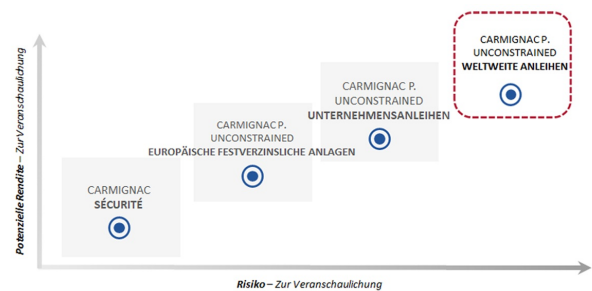 CARMIGNAC P.
UNCONSTRAINED
WELTWEITE ANLEIHEN
CARMIGNAC P.
UNCONSTRAINED
UNTERNEHMENSANLEIHEN
CARMIGNAC P.
UNCONSTRAINED
EUROPÄISCHE FESTVERZINSLICHE ANLAGEN
CARMIGNAC
SÉCURITÉ
Potenzielle Rendite – Zur Veranschaulichung
Risiko – Zur Veranschaulichung